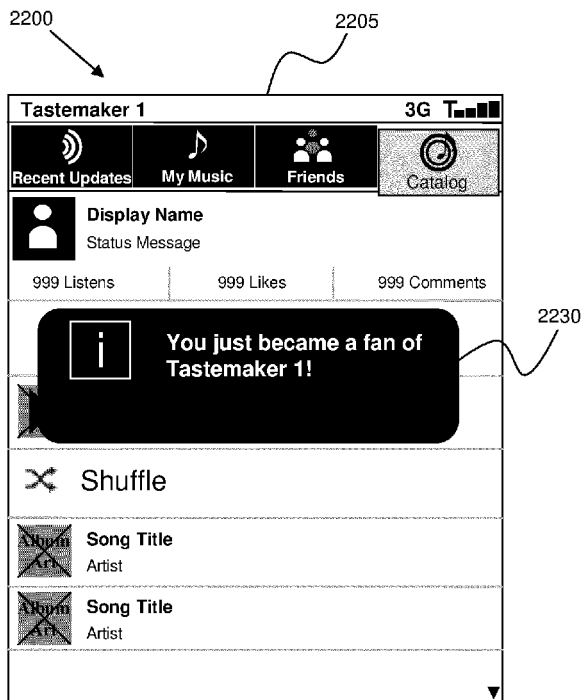 2200
2205
Tastemaker 1 3G
Recent Updates My Music Friends Catalog
Display Name
Status Message
999 Listens 999 Likes 999 Comments
2230
i You just became a fan of
Tastemaker 1!
Shuffle
Album Art
Song Title
Artist
Album Art
Song Title
Artist